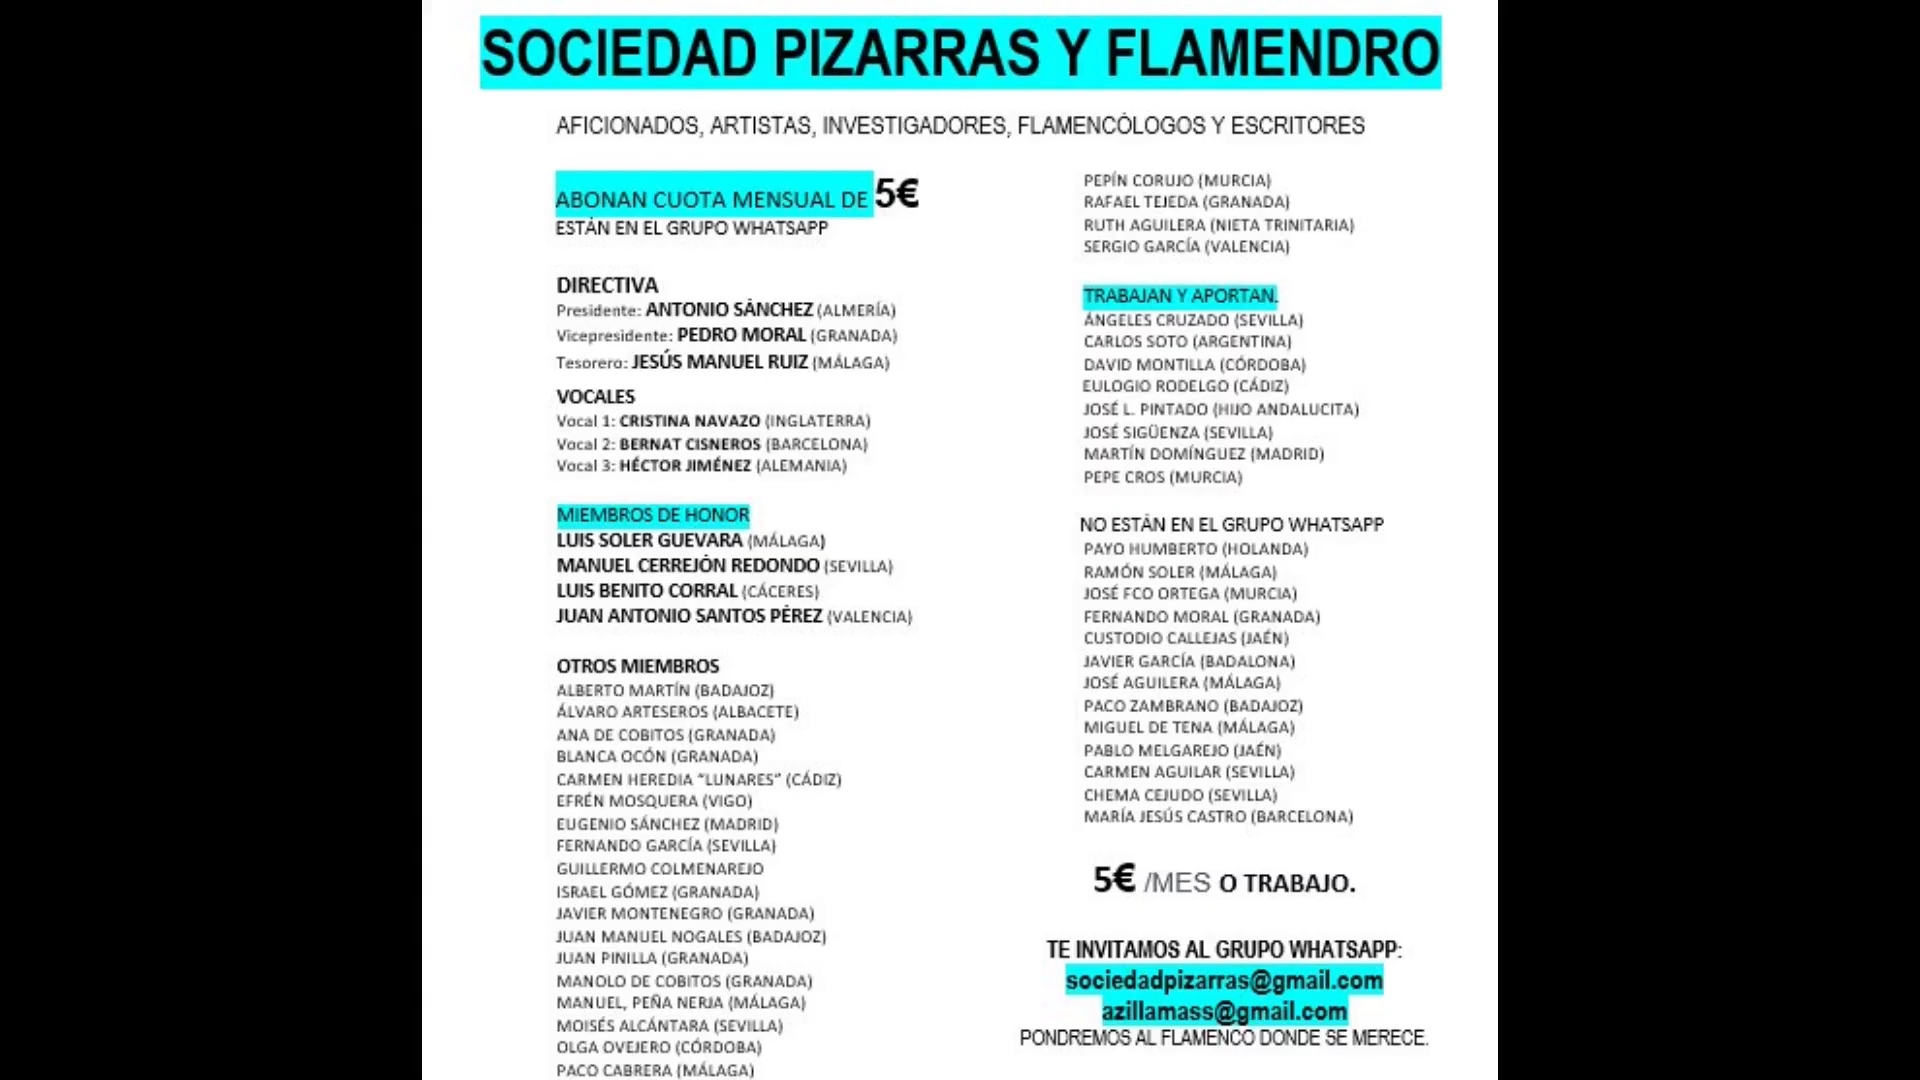 SOCIEDAD PIZARRAS Y FLAMENDRO
AFICIONADOS, ARTISTAS, INVESTIGADORES, FLAMENCÓLOGOS Y ESCRITORES
ABONAN CUOTA MENSUAL DE 5€
ESTÁN EN EL GRUPO WHATSAPP
DIRECTIVA
Presidente: ANTONIO SÁNCHEZ (ALMERÍA)
Vicepresidente: PEDRO MORAL (GRANADA)
Tesorero: JESÚS MANUEL RUIZ (MÁLAGA)
VOCALES
Vocal 1: CRISTINA NAVAZO (INGLATERRA)
Vocal 2: BERNAT CISNEROS (BARCELONA)
Vocal 3: HÉCTOR JIMÉNEZ (ALEMANIA)
MIEMBROS DE HONOR
LUIS SOLER GUEVARA (MÁLAGA)
MANUEL CERREJÓN REDONDO (SEVILLA)
LUIS BENITO CORRAL (CÁCERES)
JUAN ANTONIO SANTOS PÉREZ (VALENCIA)
OTROS MIEMBROS
ALBERTO MARTÍN (BADAJOZ)
ÁLVARO ARTESEROS (ALBACETE)
ANA DE COBITOS (GRANADA)
BLANCA OCÓN (GRANADA)
CARMEN HEREDIA “LUNARES” (CÁDIZ)
EFRÉN MOSQUERA (VIGO)
EUGENIO SÁNCHEZ (MADRID)
FERNANDO GARCÍA (SEVILLA)
GUILLERMO COLMENAREJO
ISRAEL GÓMEZ (GRANADA)
JAVIER MONTENEGRO (GRANADA)
JUAN MANUEL NOGALES (BADAJOZ)
JUAN PINILLA (GRANADA)
MANOLO DE COBITOS (GRANADA)
MANUEL, PEÑA NERJA (MÁLAGA)
MOISÉS ALCÁNTARA (SEVILLA)
OLGA OVEJERO (CÓRDOBA)
PACO CABRERA (MÁLAGA)
PEPÍN CORUJO (MURCIA)
RAFAEL TEJEDA (GRANADA)
RUTH AGUILERA (NIETA TRINITARIA)
SERGIO GARCÍA (VALENCIA)
TRABAJAN Y APORTAN.
ÁNGELES CRUZADO (SEVILLA)
CARLOS SOTO (ARGENTINA)
DAVID MONTILLA (CÓRDOBA)
EULOGIO RODELGO (CÁDIZ)
JOSÉ L. PINTADO (HIJO ANDALUCITA)
JOSÉ SIGÜENZA (SEVILLA)
MARTÍN DOMÍNGUEZ (MADRID)
PEPE CROS (MURCIA)
NO ESTÁN EN EL GRUPO WHATSAPP
PAYO HUMBERTO (HOLANDA)
RAMÓN SOLER (MÁLAGA)
JOSÉ FCO ORTEGA (MURCIA)
FERNANDO MORAL (GRANADA)
CUSTODIO CALLEJAS (JAÉN)
JAVIER GARCÍA (BADALONA)
JOSÉ AGUILERA (MÁLAGA)
PACO ZAMBRANO (BADAJOZ)
MIGUEL DE TENA (MÁLAGA)
PABLO MELGAREJO (JAÉN)
CARMEN AGUILAR (SEVILLA)
CHEMA CEJUDO (SEVILLA)
MARÍA JESÚS CASTRO (BARCELONA)
5€ /MES O TRABAJO.
TE INVITAMOS AL GRUPO WHATSAPP:
sociedadpizarras@gmail.com
azillamass@gmail.com
PONDREMOS AL FLAMENCO DONDE SE MERECE.